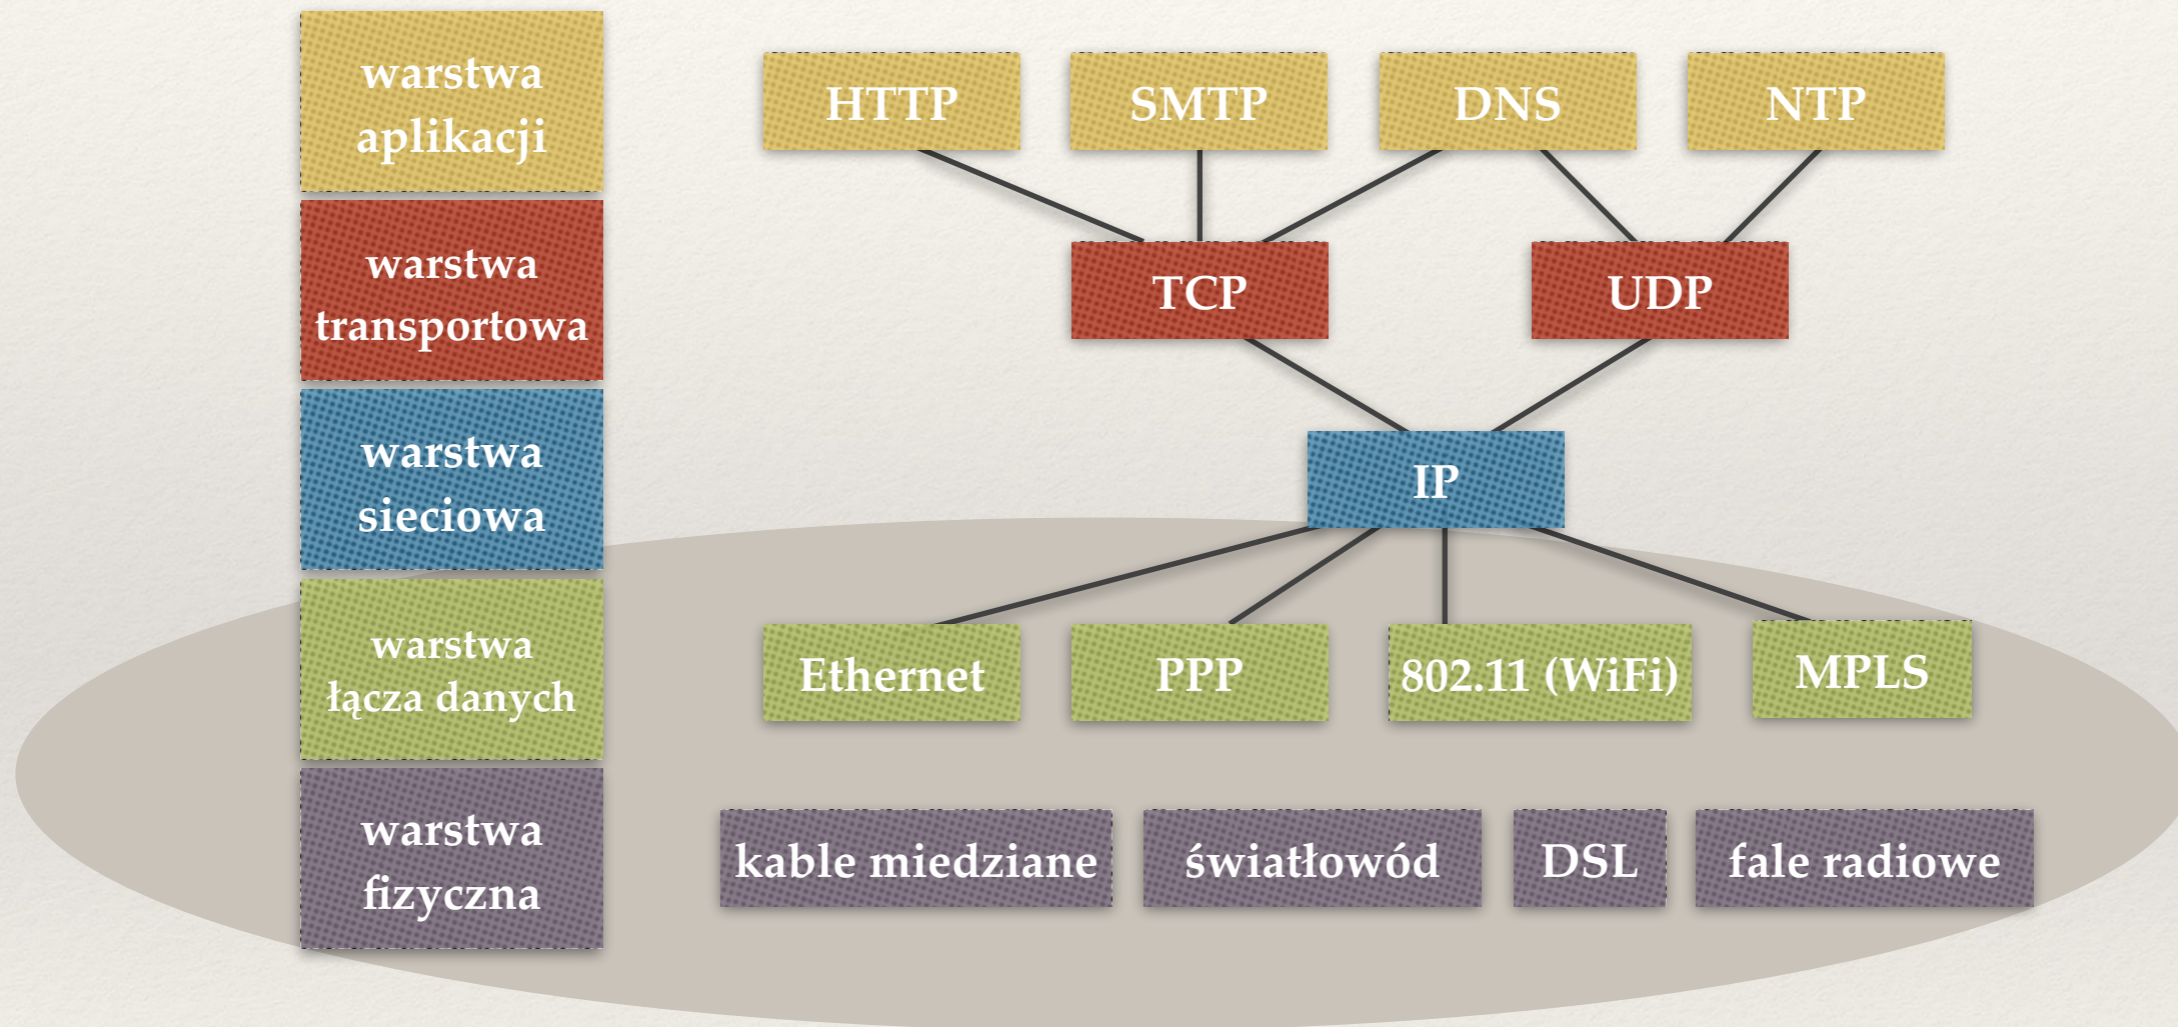 warstwa
aplikacji
HTTP
SMTP
DNS
NTP
warstwa
transportowa
TCP
UDP
warstwa
sieciowa
IP
warstwa
łącza danych
Ethernet
PPP
802.11 (WiFi)
MPLS
warstwa
fizyczna
kable miedziane
światłowód
DSL
fale radiowe